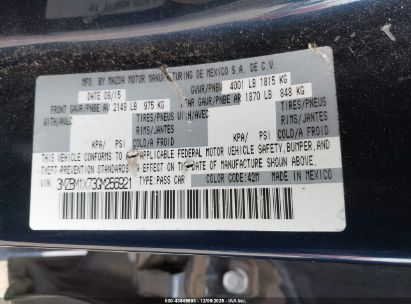 MFD. BY MAZDA MOTOR MANUFACTURING DE MEXICO S.A. DE C.V.
DATE 09/15 GVWR/PNBV 4001 LB 1815 KG
FRONT GAWR/PNBE AV 2149 LB 975 KG GAWR/PNBE AR 1870 LB 848 KG
WITH/AVEC TIRES/PNEUS WITH/AVEC TIRES/PNEUS
RIMS/JANTES RIMS/JANTES
KPA/ PSI COLD/A FROID KPA/ PSI COLD/A FROID
THIS VEHICLE CONFORMS TO ALL APPLICABLE FEDERAL MOTOR VEHICLE SAFETY, BUMPER, AND
THEFT PREVENTION STANDARDS IN EFFECT ON THE DATE OF MANUFACTURE SHOWN ABOVE.
VIN: 3MZBM1X73GM256921 TYPE:PASS CAR COLOR CODE:42M MADE IN MEXICO